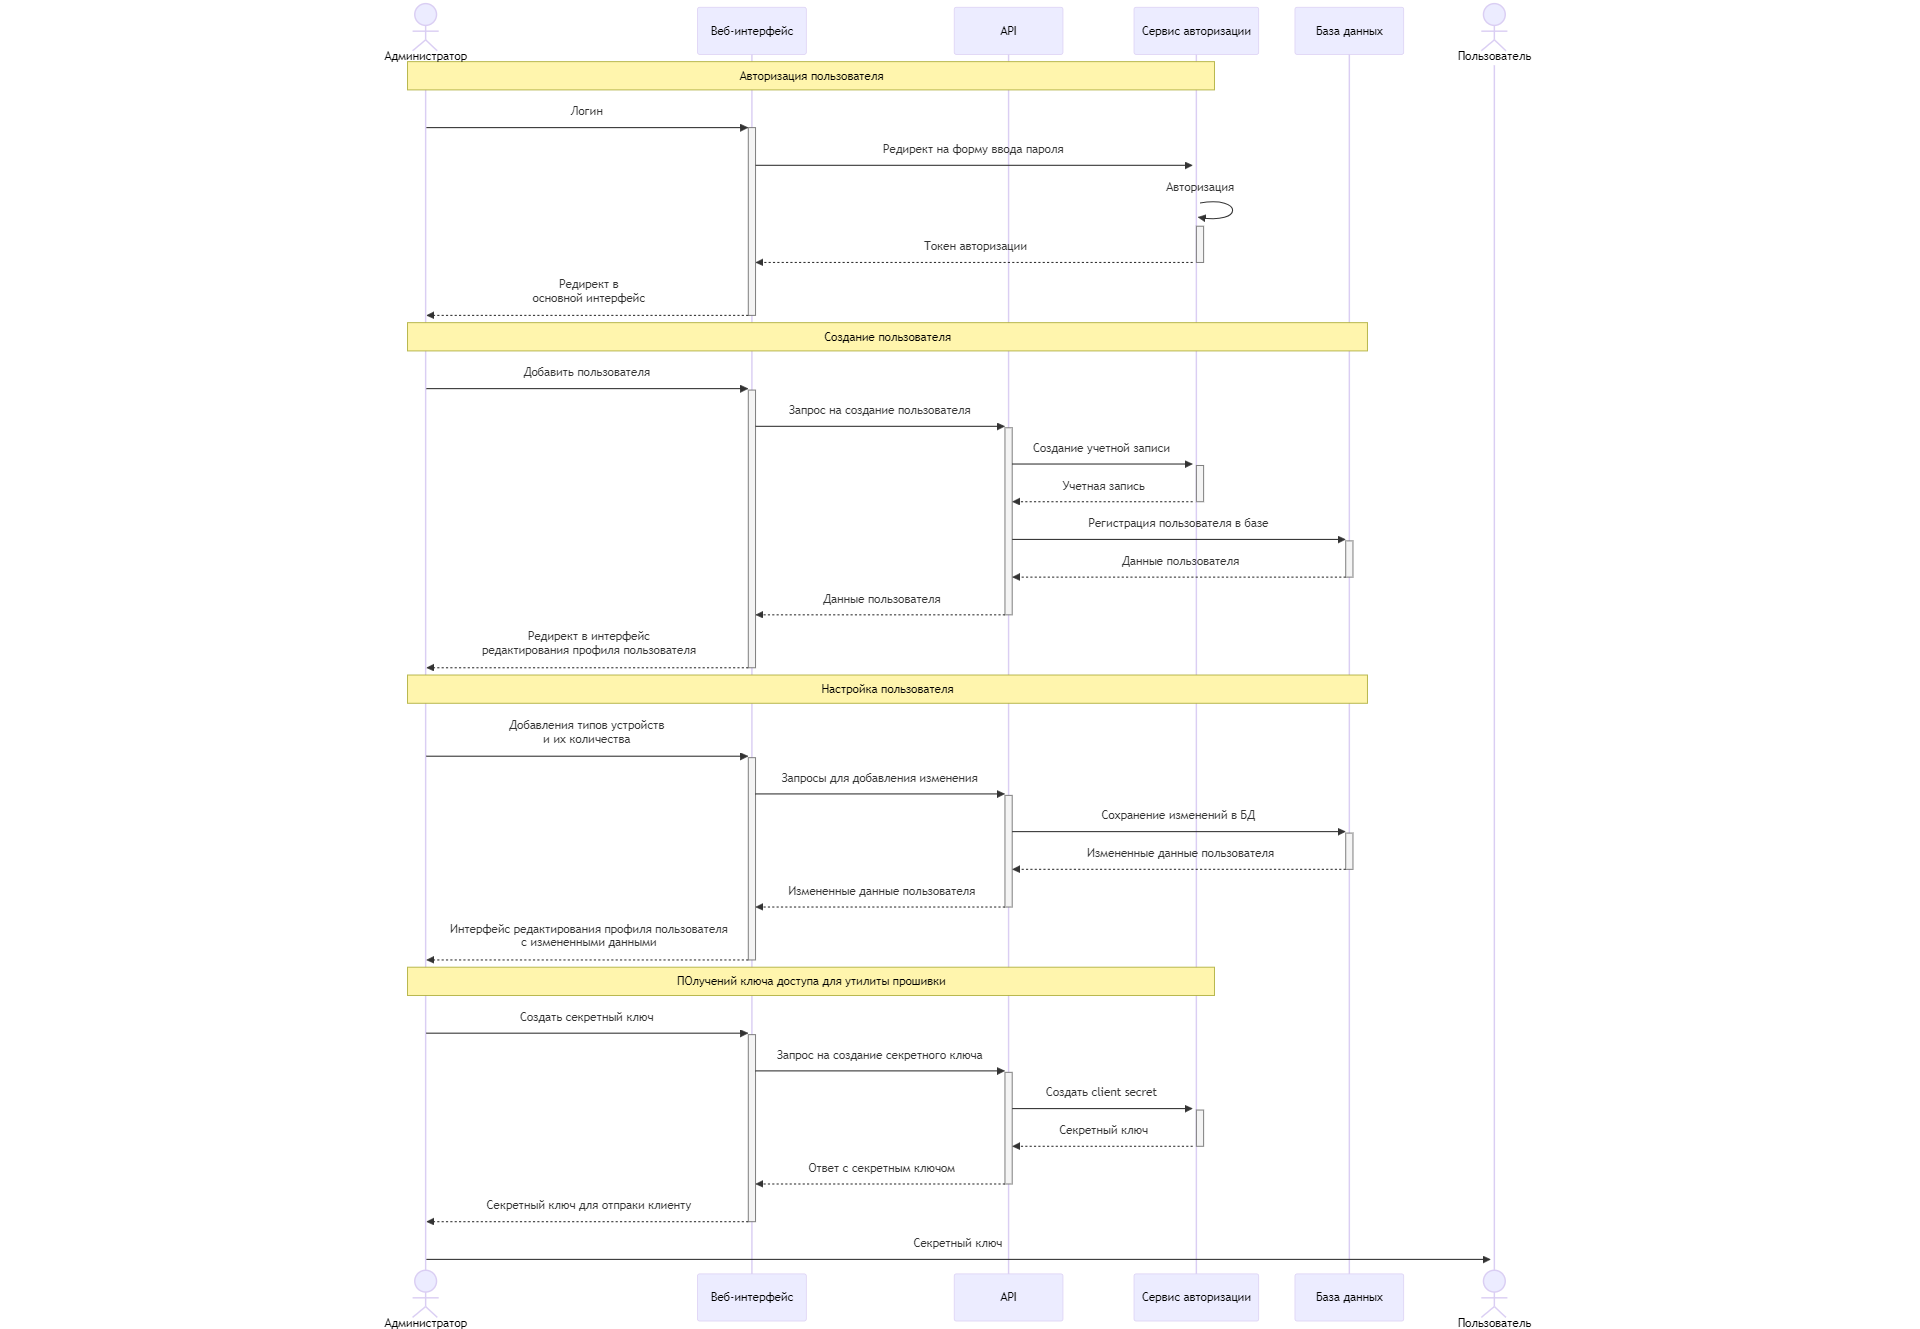 Администратор
Веб-интерфейс
API
Сервис авторизации
База данных
Пользователь
Авторизация пользователя
Логин
Редирект на форму ввода пароля
Авторизация
Токен авторизации
Редирект в
основной интерфейс
Создание пользователя
Добавить пользователя
Запрос на создание пользователя
Создание учетной записи
Учетная запись
Регистрация пользователя в базе
Данные пользователя
Данные пользователя
Редирект в интерфейс
редактирования профиля пользователя
Настройка пользователя
Добавления типов устройств
и их количества
Запросы для добавления изменения
Сохранение изменений в БД
Измененные данные пользователя
Измененные данные пользователя
Интерфейс редактирования профиля пользователя
с измененными данными
ПОлучений ключа доступа для утилиты прошивки
Создать секретный ключ
Запрос на создание секретного ключа
Создать client secret
Секретный ключ
Ответ с секретным ключом
Секретный ключ для отпраки клиенту
Секретный ключ
Администратор
Веб-интерфейс
API
Сервис авторизации
База данных
Пользователь